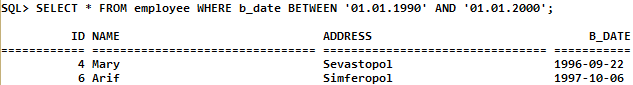 SQL> SELECT * FROM employee WHERE b_date BETWEEN '01.01.1990' AND '01.01.2000';
ID NAME ADDRESS B_DATE
============ =============================== =============================== ===========
4 Mary Sevastopol 1996-09-22
6 Arif Simferopol 1997-10-06